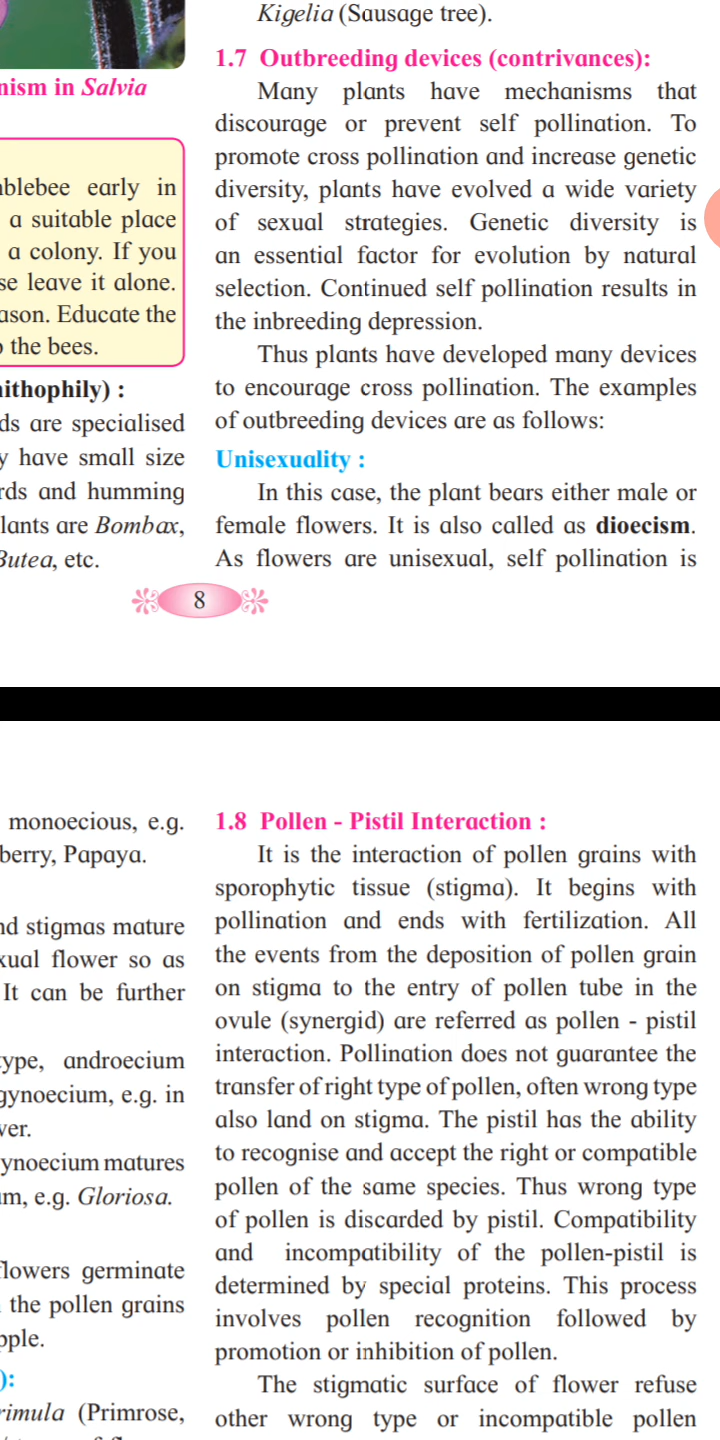 nism in Salvia
blebee early in
a suitable place
a colony. If you
se leave it alone.
ason. Educate the
the bees.
ithophily) :
ds are specialised
y have small size
rds and humming
lants are Bombax,
Butea, etc.
Kigelia (Sausage tree).
1.7 Outbreeding devices (contrivances):
Many plants have mechanisms that
discourage or prevent self pollination. To
promote cross pollination and increase genetic
diversity, plants have evolved a wide variety
of sexual strategies. Genetic diversity is
an essential factor for evolution by natural
selection. Continued self pollination results in
the inbreeding depression.
Thus plants have developed many devices
to encourage cross pollination. The examples
of outbreeding devices are as follows:
Unisexuality :
In this case, the plant bears either male or
female flowers. It is also called as dioecism.
As flowers are unisexual, self pollination is
8
monoecious, e.g.
berry, Papaya.
nd stigmas mature
xual flower so as
It can be further
type, androecium
gynoecium, e.g. in
wer.
ynoecium matures
um, e.g. Gloriosa.
flowers germinate
the pollen grains
pple.
):
rimula (Primrose,
1.8 Pollen - Pistil Interaction :
It is the interaction of pollen grains with
sporophytic tissue (stigma). It begins with
pollination and ends with fertilization. All
the events from the deposition of pollen grain
on stigma to the entry of pollen tube in the
ovule (synergid) are referred as pollen - pistil
interaction. Pollination does not guarantee the
transfer of right type of pollen, often wrong type
also land on stigma. The pistil has the ability
to recognise and accept the right or compatible
pollen of the same species. Thus wrong type
of pollen is discarded by pistil. Compatibility
and incompatibility of the pollen-pistil is
determined by special proteins. This process
involves pollen recognition followed by
promotion or inhibition of pollen.
The stigmatic surface of flower refuse
other wrong type or incompatible pollen